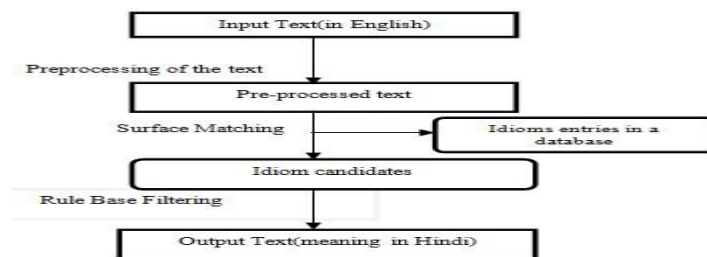 Input Text(in English)
Preprocessing of the text
Pre-processed text
Surface Matching
Idioms entries in a
database
Idiom candidates
Rule Base Filtering
Output Text(meaning in Hindi)